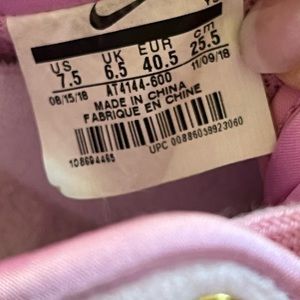 US UK EUR cm
7.5 6.5 40.5 25.5
08/15/18 AT4144-600 11/09/18
MADE IN CHINA
FABRIQUE EN CHINE
108694465
UPC 00886059923060